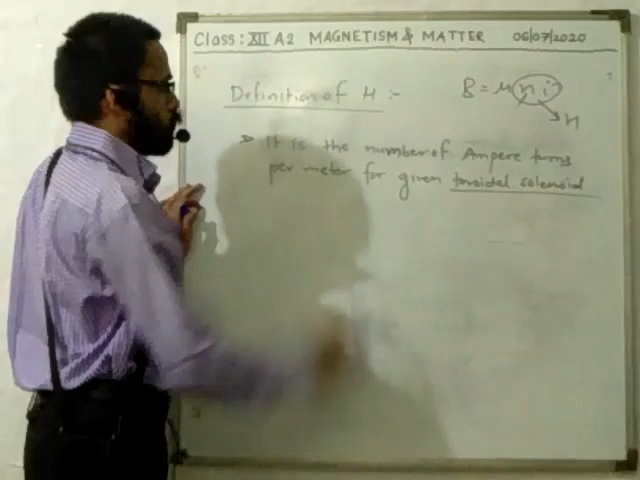 Class: XII A2 MAGNETISM & MATTER 06/07/2020
Definition of H :-
B = μ n i
H
It is the number of Ampere turns
per meter for given toroidal solenoid